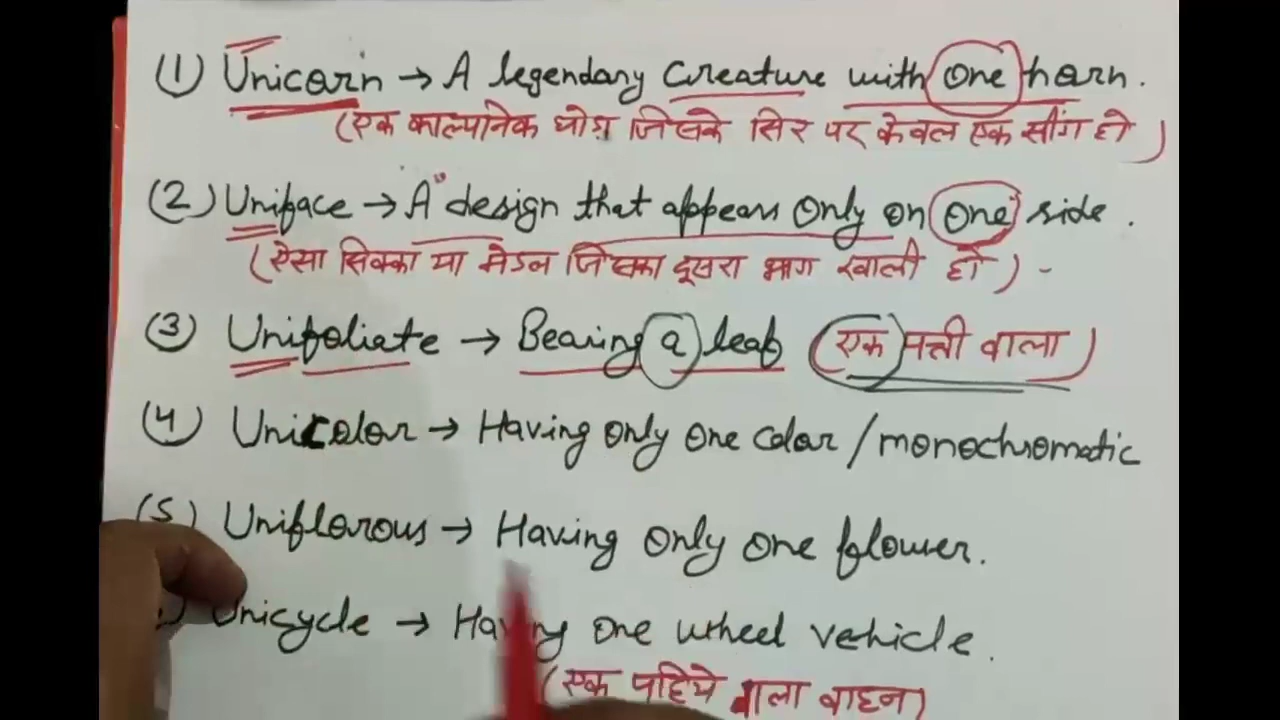 (1) Unicorn → A legendary creature with one horn.
(एक काल्पनिक घोड़ा जिसके सिर पर केवल एक सींग हो)
(2) Uniface → A design that appears only on one side.
(ऐसा सिक्का या मेडल जिसका दूसरा भाग खाली हो) -
(3) Unifoliate → Bearing a leaf (एक पत्ती वाला)
(4) Unicolor → Having only one color / monochromatic
(5) Uniflorous → Having only one flower.
Unicycle → Having one wheel vehicle.
(एक पहिये वाला वाहन)